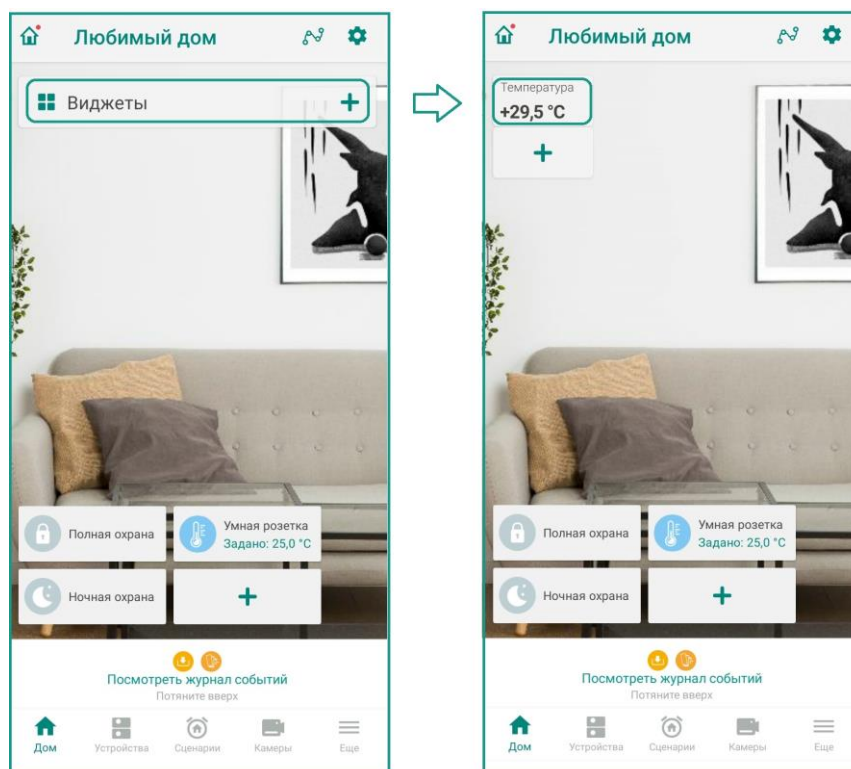 Любимый дом
Виджеты
Полная охрана
Умная розетка
Задано: 25,0 °C
Ночная охрана
Посмотреть журнал событий
Потяните вверх
Дом
Устройства
Сценарии
Камеры
Еще
Любимый дом
Температура
+29,5 °C
Полная охрана
Умная розетка
Задано: 25,0 °C
Ночная охрана
Посмотреть журнал событий
Потяните вверх
Дом
Устройства
Сценарии
Камеры
Еще